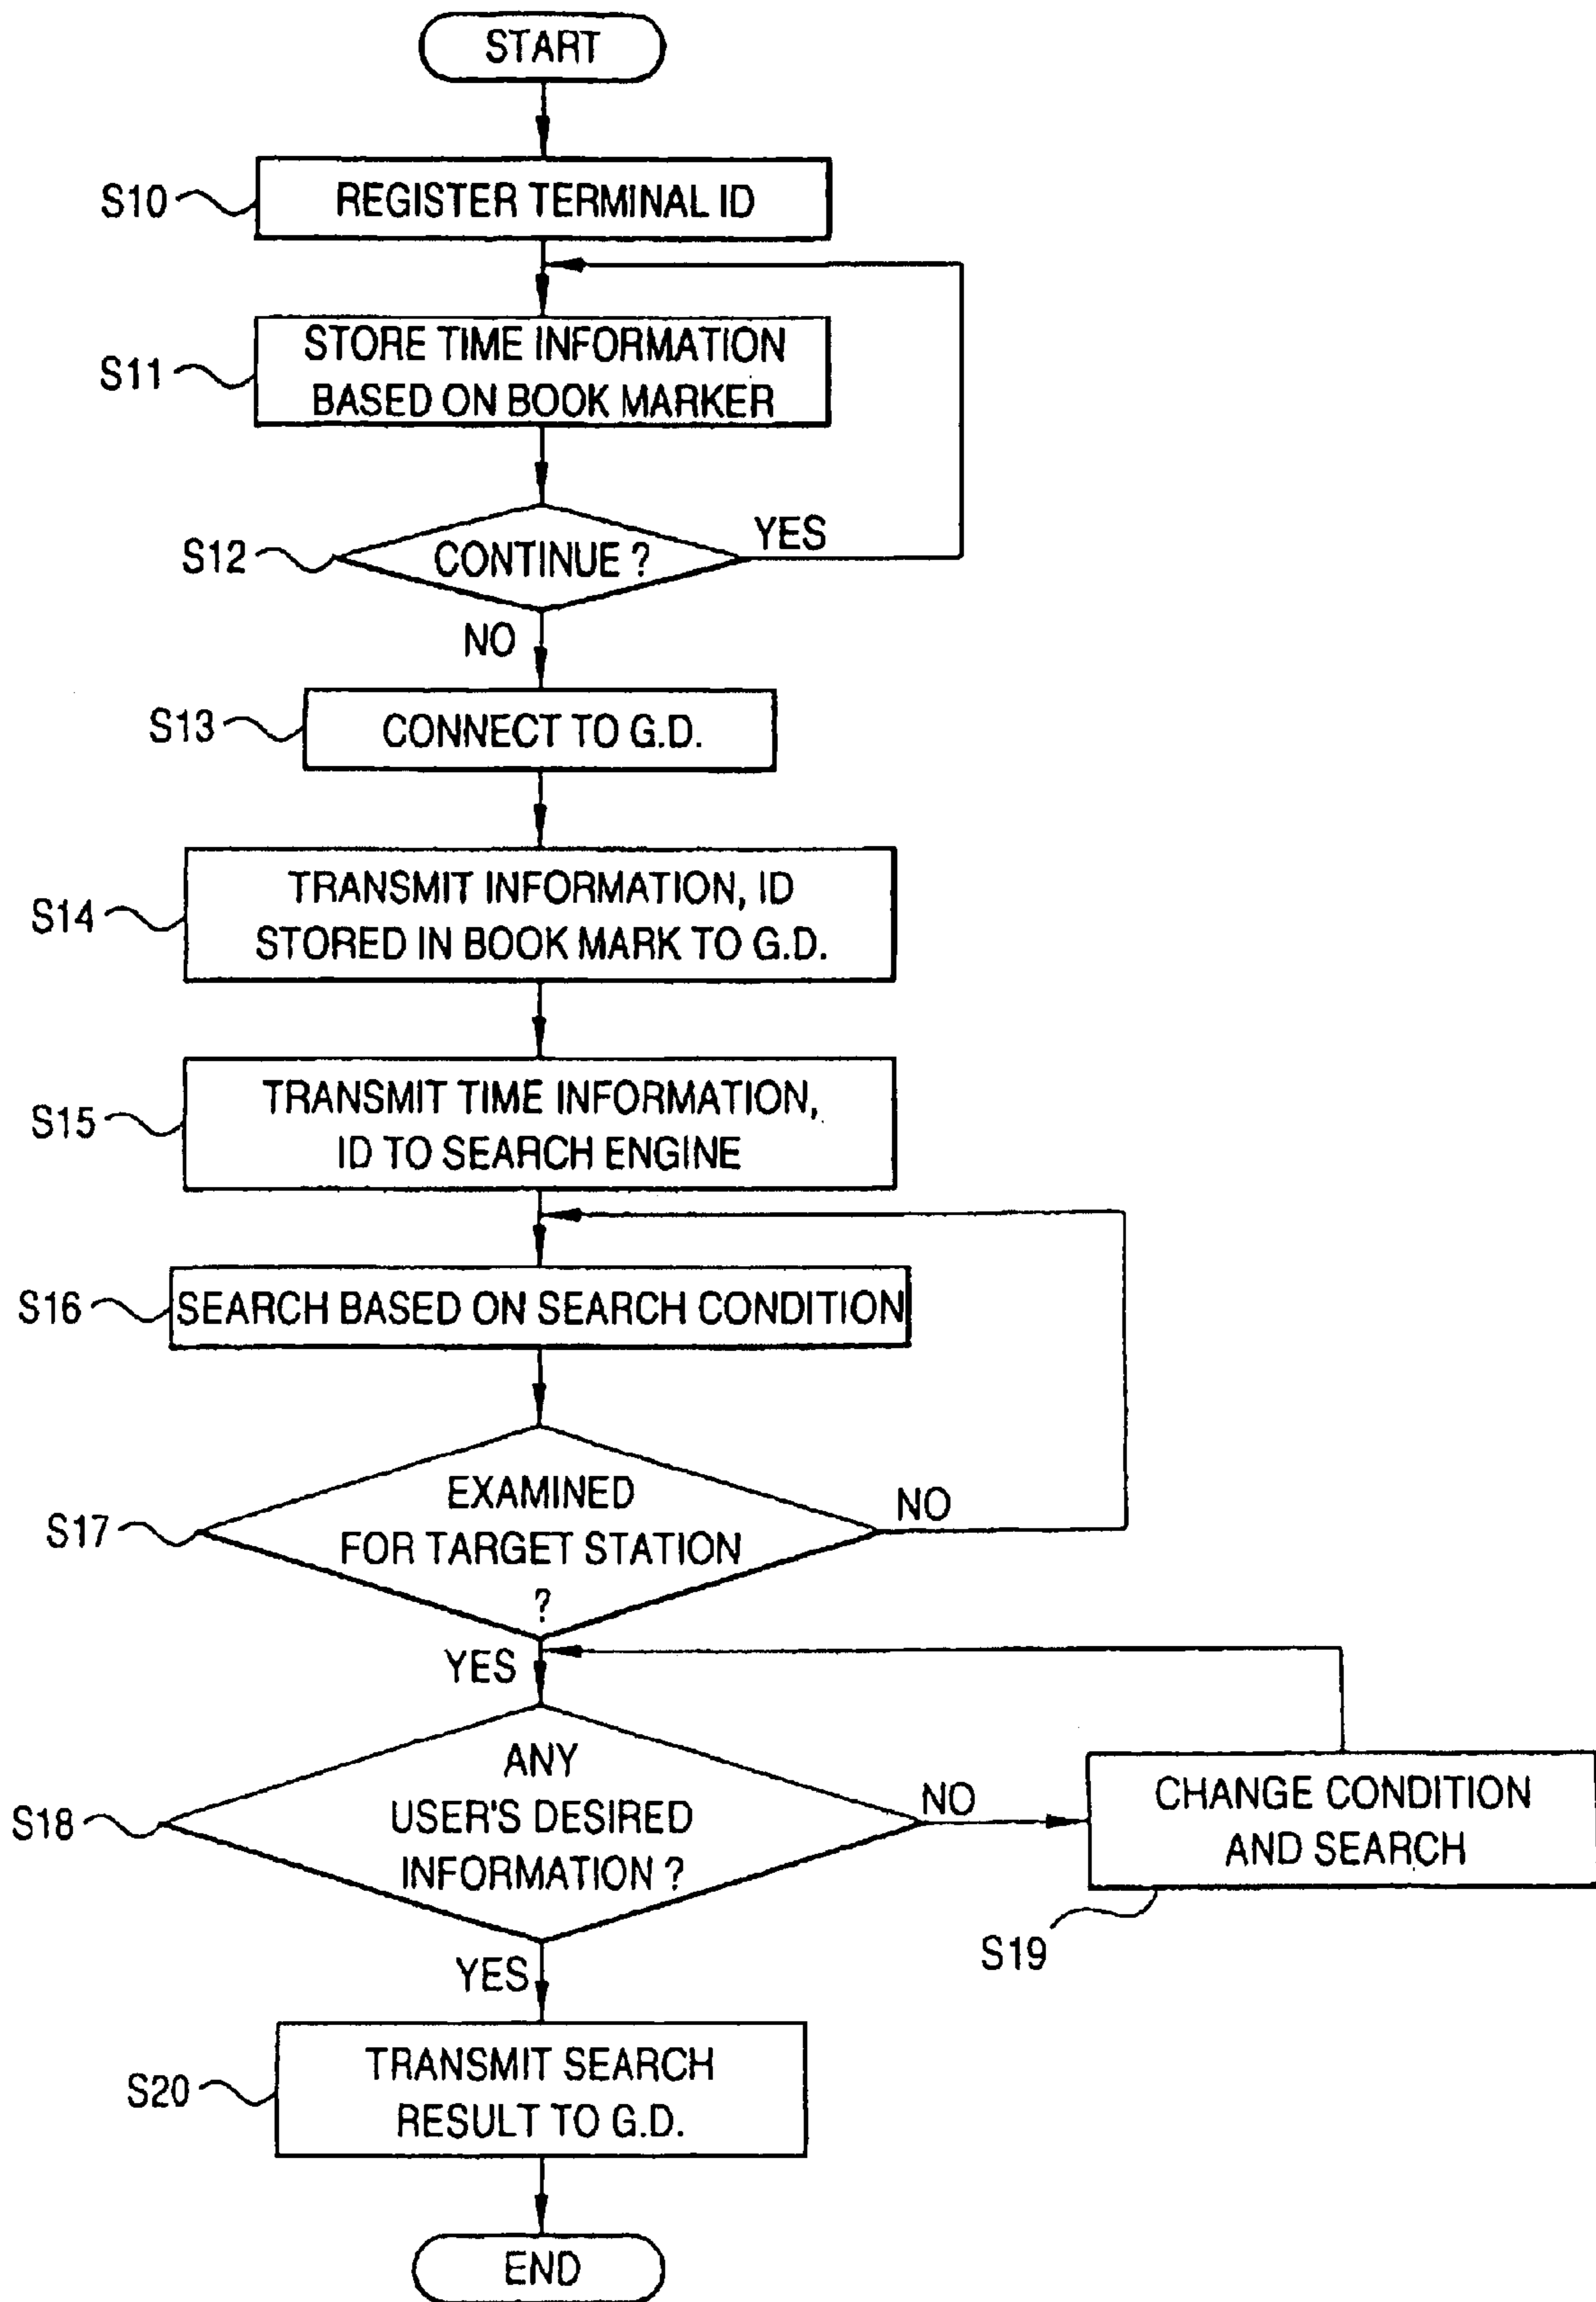 START
S10
REGISTER TERMINAL ID
S11
STORE TIME INFORMATION
BASED ON BOOK MARKER
S12
CONTINUE ?
YES
NO
S13
CONNECT TO G.D.
S14
TRANSMIT INFORMATION, ID
STORED IN BOOK MARK TO G.D.
S15
TRANSMIT TIME INFORMATION,
ID TO SEARCH ENGINE
S16
SEARCH BASED ON SEARCH CONDITION
S17
EXAMINED
FOR TARGET STATION
?
NO
YES
S18
ANY
USER'S DESIRED
INFORMATION ?
NO
CHANGE CONDITION
AND SEARCH
S19
YES
S20
TRANSMIT SEARCH
RESULT TO G.D.
END